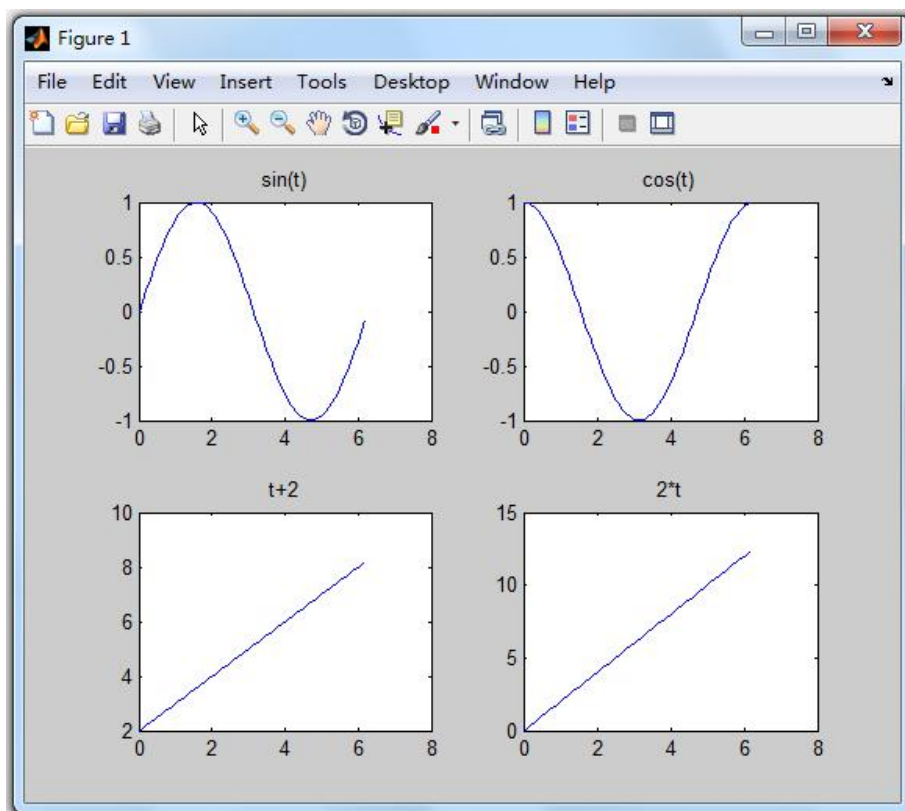 Figure 1
File Edit View Insert Tools Desktop Window Help
sin(t)
1
0.5
0
-0.5
-1
0 2 4 6 8
cos(t)
1
0.5
0
-0.5
-1
0 2 4 6 8
t+2
10
8
6
4
2
0 2 4 6 8
2*t
15
10
5
0
0 2 4 6 8